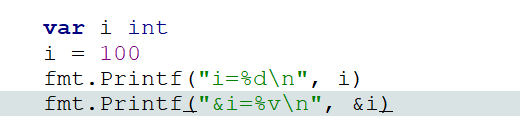 var i int
i = 100
fmt.Printf("i=%d\n", i)
fmt.Printf("&i=%v\n", &i)